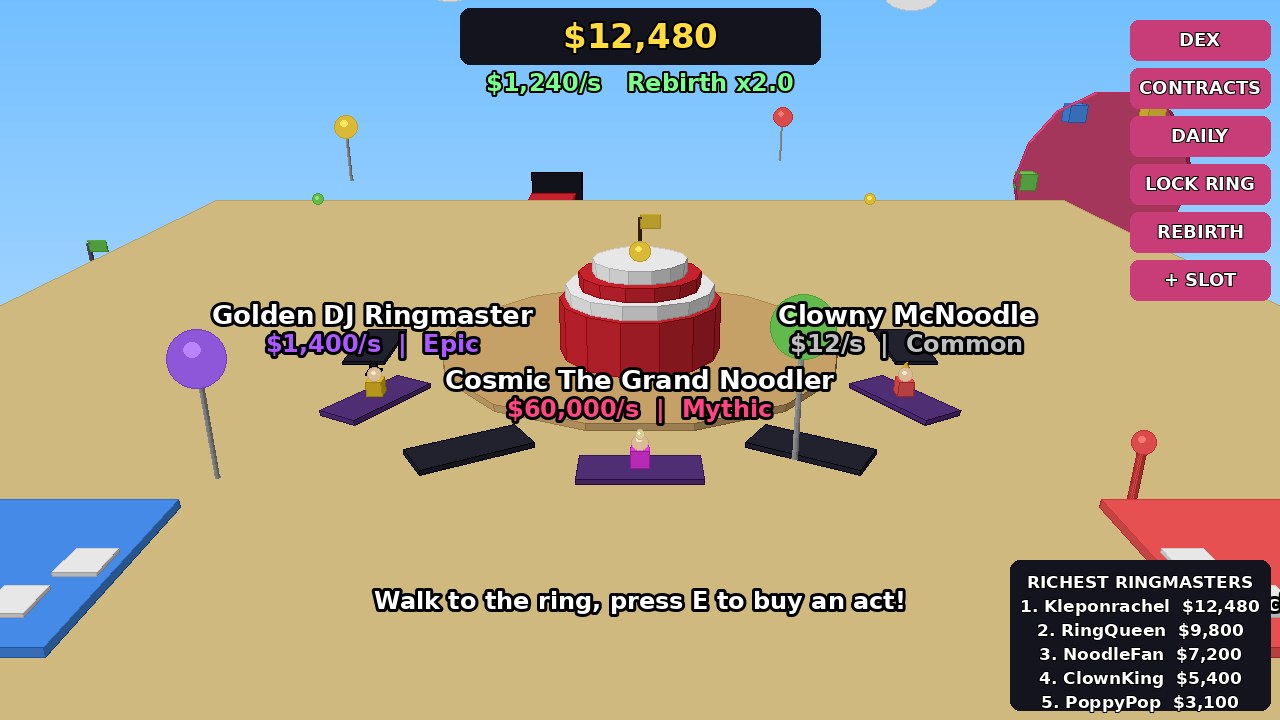 $12,480
$1,240/s Rebirth x2.0
DEX
CONTRACTS
DAILY
LOCK RING
REBIRTH
+ SLOT
Golden DJ Ringmaster
$1,400/s | Epic
Clowny McNoodle
$12/s | Common
Cosmic The Grand Noodler
$60,000/s | Mythic
Walk to the ring, press E to buy an act!
RICHEST RINGMASTERS
1. Kleponrachel $12,480
2. RingQueen $9,800
3. NoodleFan $7,200
4. ClownKing $5,400
5. PoppyPop $3,100